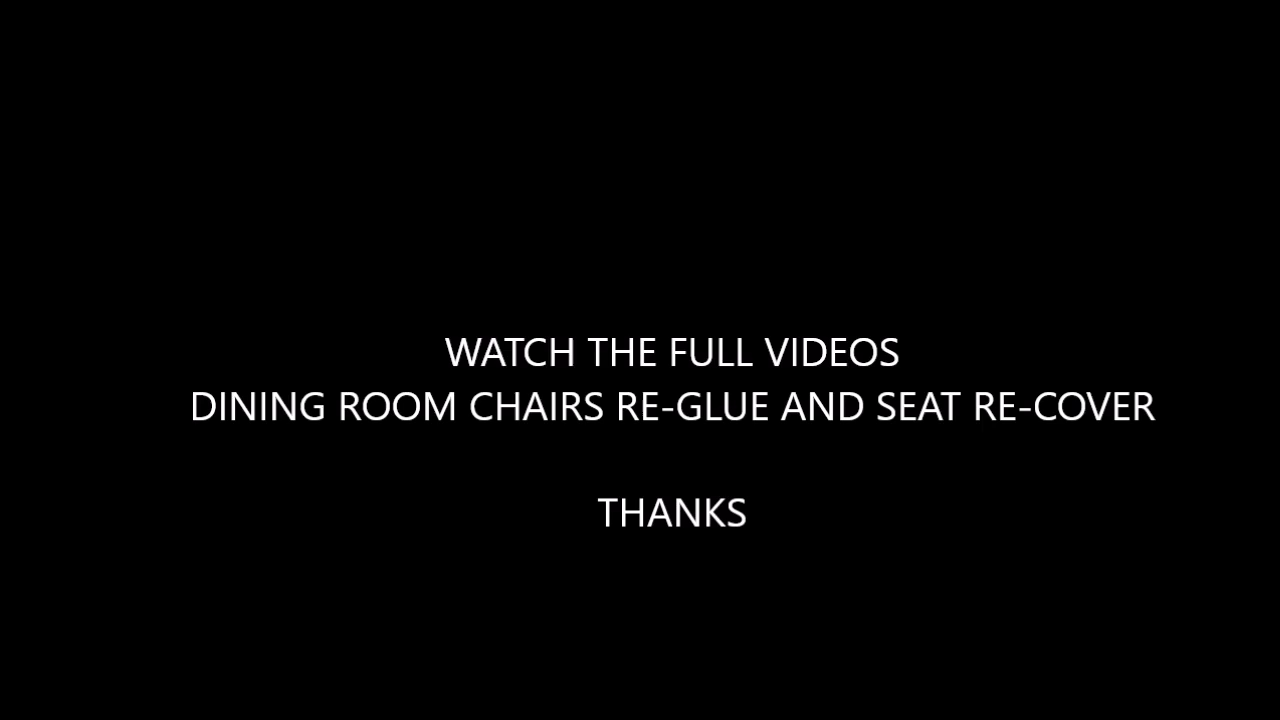 WATCH THE FULL VIDEOS
DINING ROOM CHAIRS RE-GLUE AND SEAT RE-COVER
THANKS